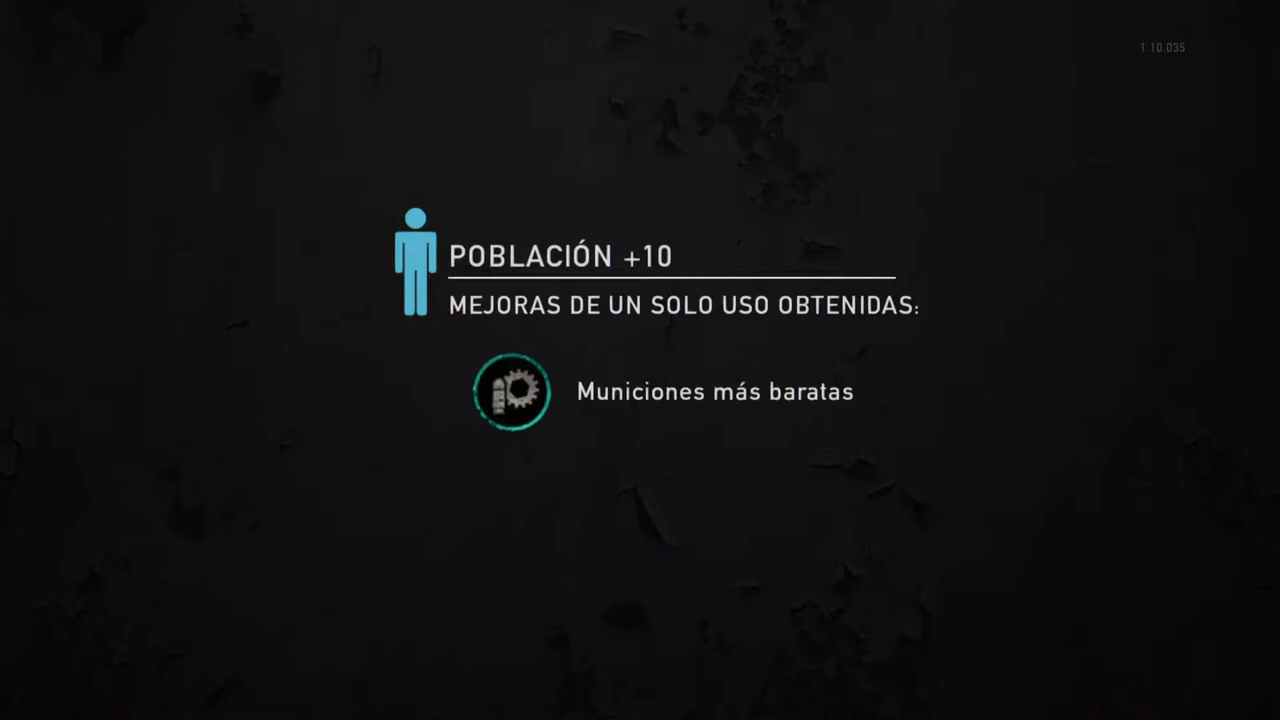 1.10.035
POBLACIÓN +10
MEJORAS DE UN SOLO USO OBTENIDAS:
Municiones más baratas